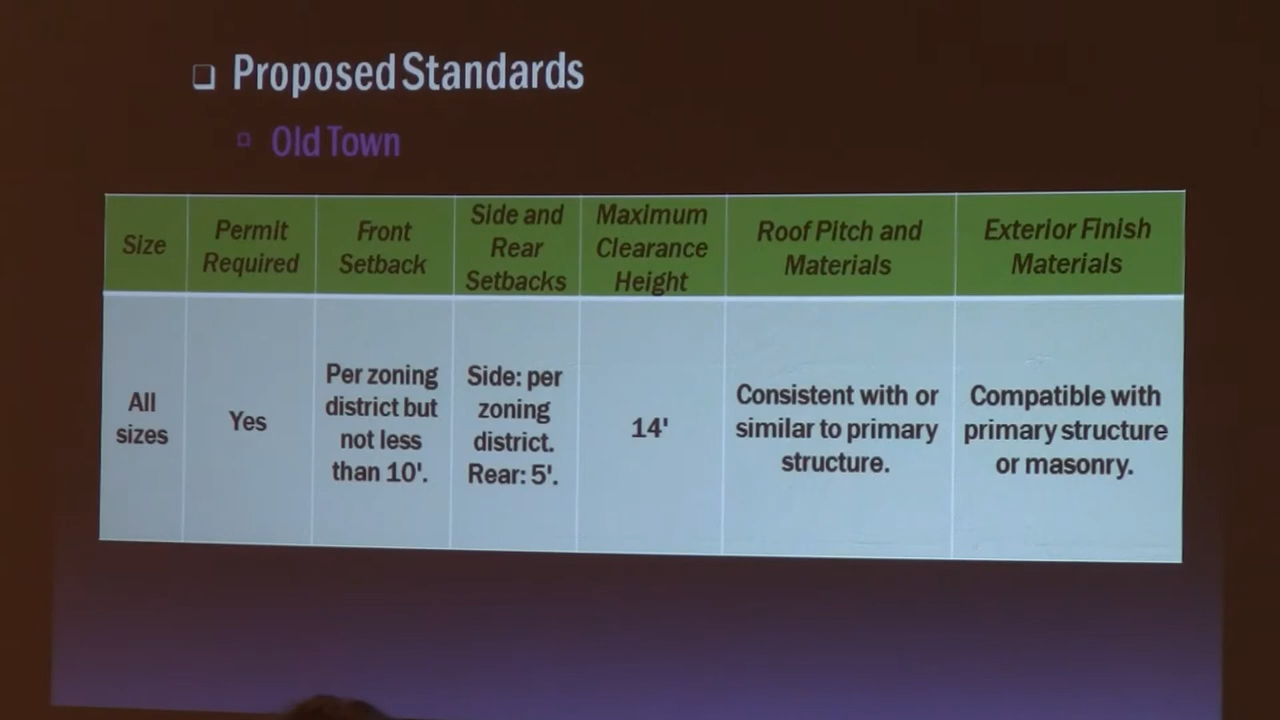 Proposed Standards
Old Town
Size
Permit
Required
Front
Setback
Side and
Rear
Setbacks
Maximum
Clearance
Height
Roof Pitch and
Materials
Exterior Finish
Materials
All
sizes
Yes
Per zoning
district but
not less
than 10'.
Side: per
zoning
district.
Rear: 5'.
14'
Consistent with or
similar to primary
structure.
Compatible with
primary structure
or masonry.